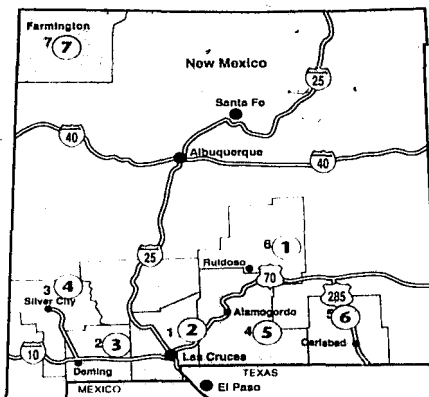 Farmington
7 7
New Mexico
25
Santa Fe
40
Albuquerque
40
25
6 1
Ruidoso
70
3 4
Silver City
285
Alamogordo
1 2
5 6
4 5
2 3
Carlsbad
10
Las Cruces
Deming
TEXAS
MEXICO
El Paso